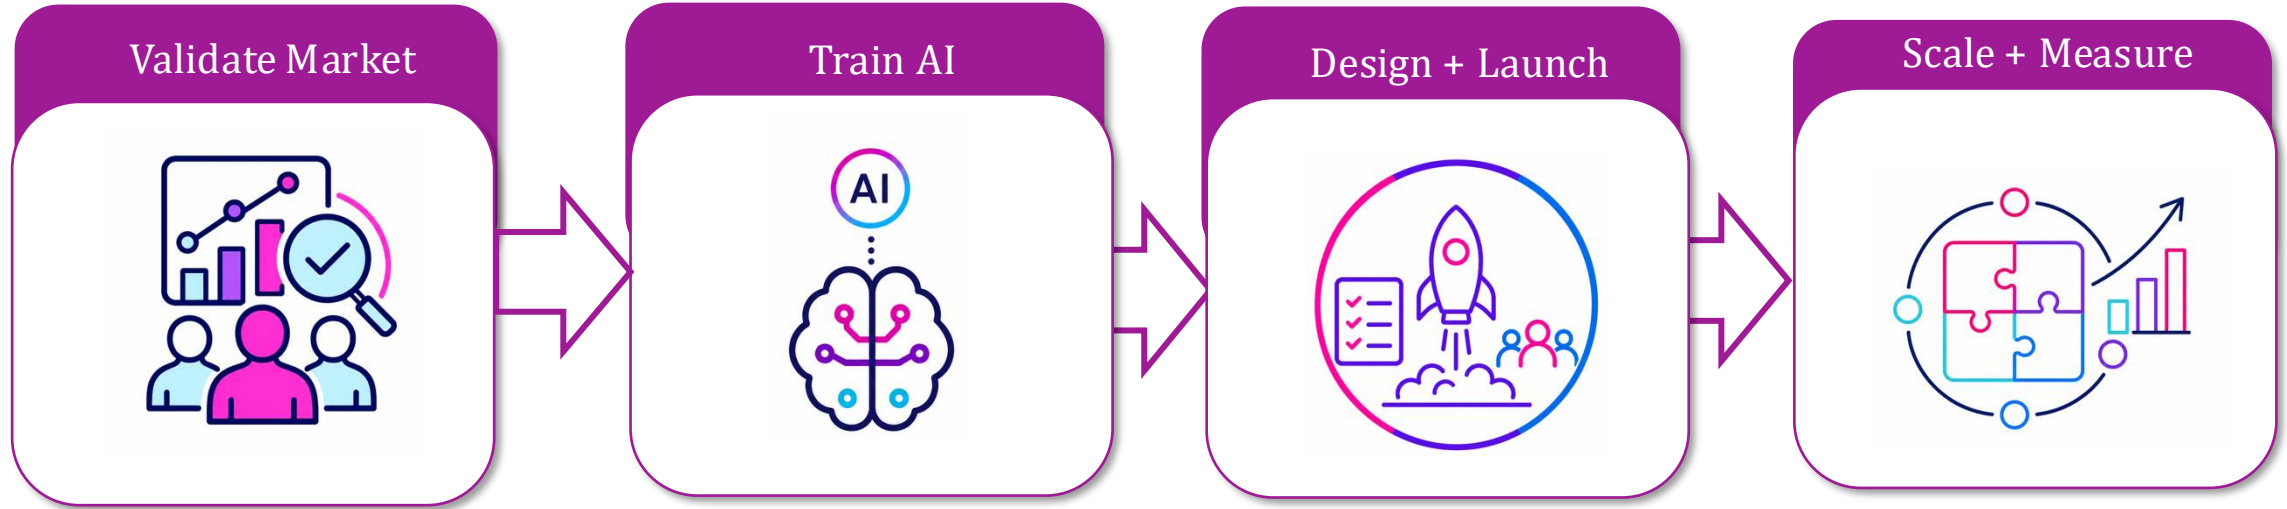 Validate Market
Train AI
Design + Launch
Scale + Measure
AI